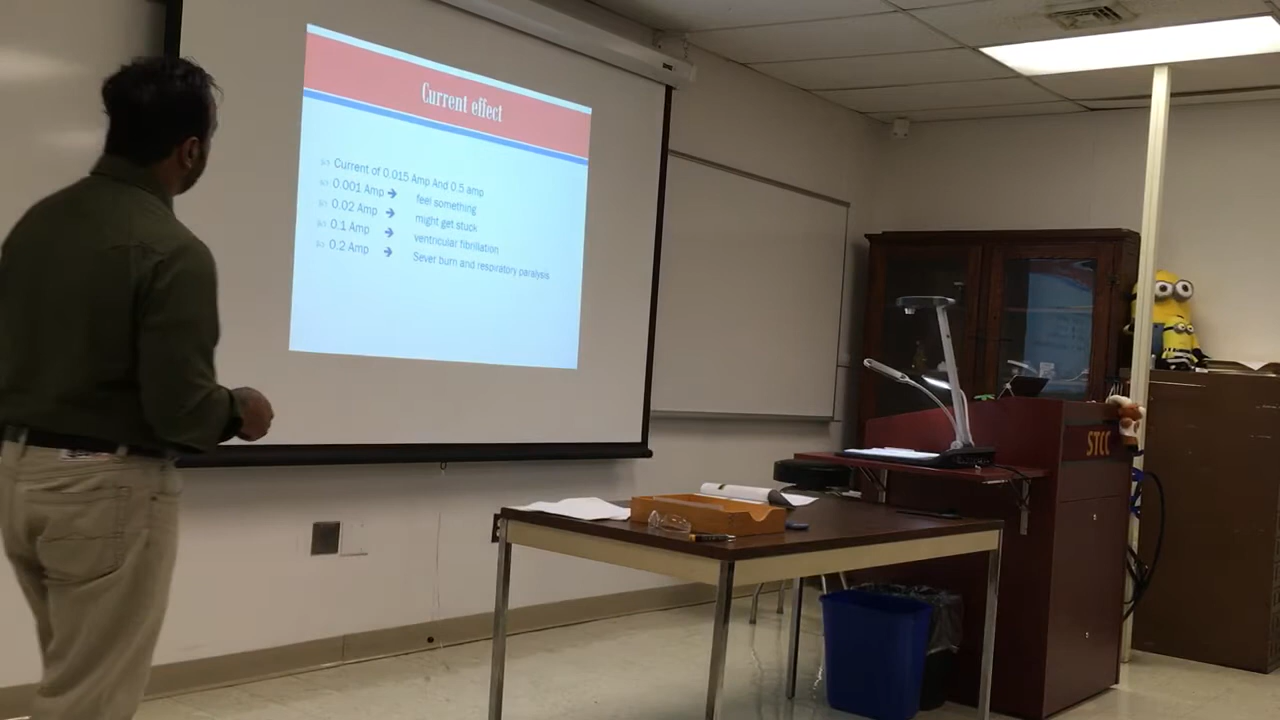 Current effect
Current of 0.015 Amp And 0.5 amp
0.001 Amp → feel something
0.02 Amp → might get stuck
0.1 Amp → ventricular fibrillation
0.2 Amp → Sever burn and respiratory paralysis
STCC